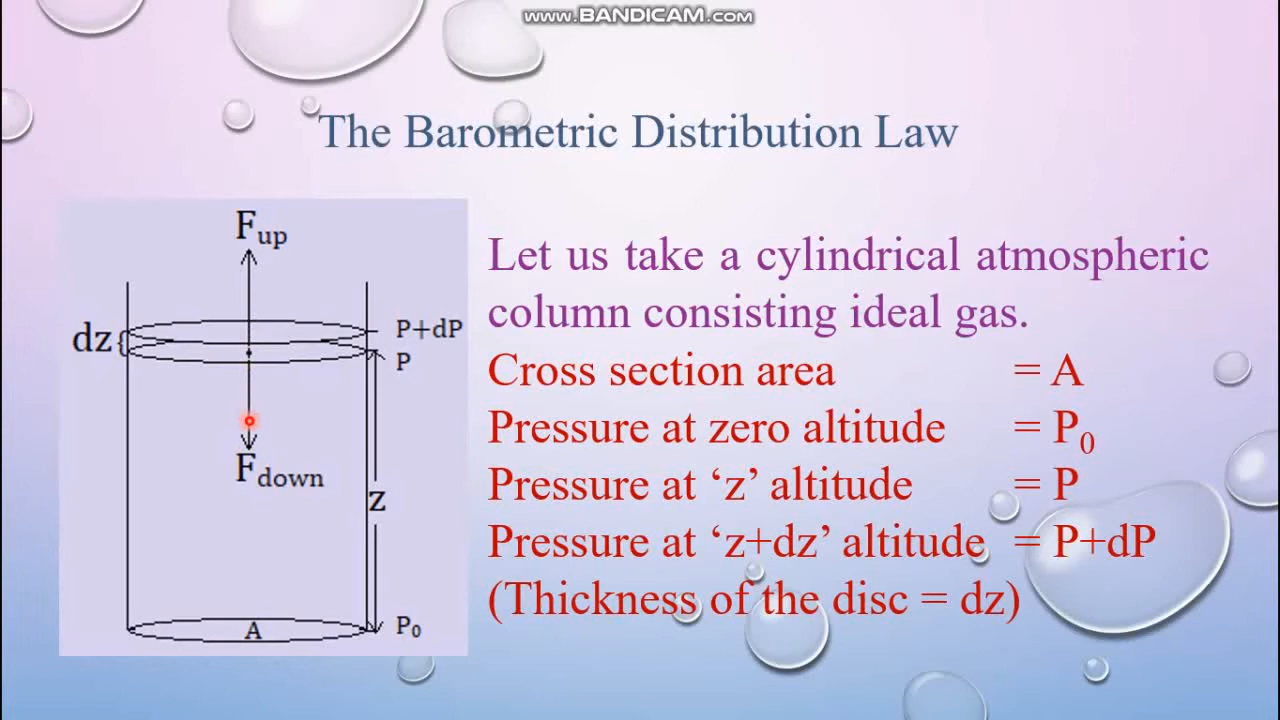 www.BANDICAM.com
The Barometric Distribution Law
F_up
dz
P+dP
P
F_down
z
A
P₀
Let us take a cylindrical atmospheric
column consisting ideal gas.
Cross section area = A
Pressure at zero altitude = P₀
Pressure at ‘z’ altitude = P
Pressure at ‘z+dz’ altitude = P+dP
(Thickness of the disc = dz)